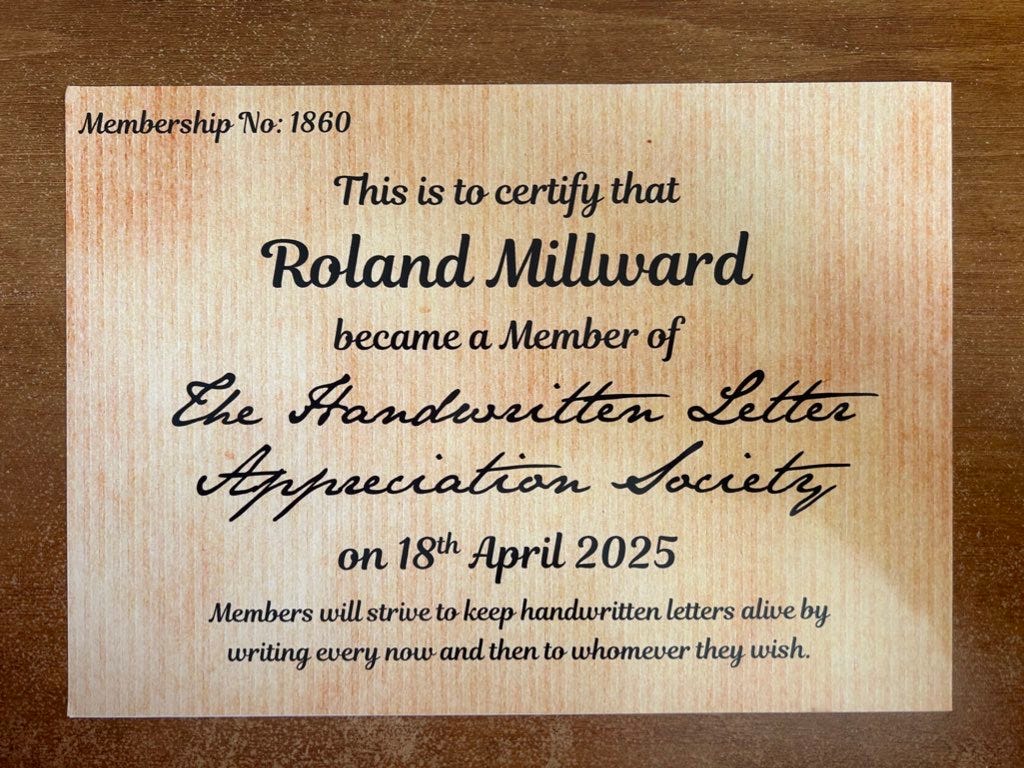 Membership No: 1860
This is to certify that
Roland Millward
became a Member of
The Handwritten Letter
Appreciation Society
on 18th April 2025
Members will strive to keep handwritten letters alive by
writing every now and then to whomever they wish.